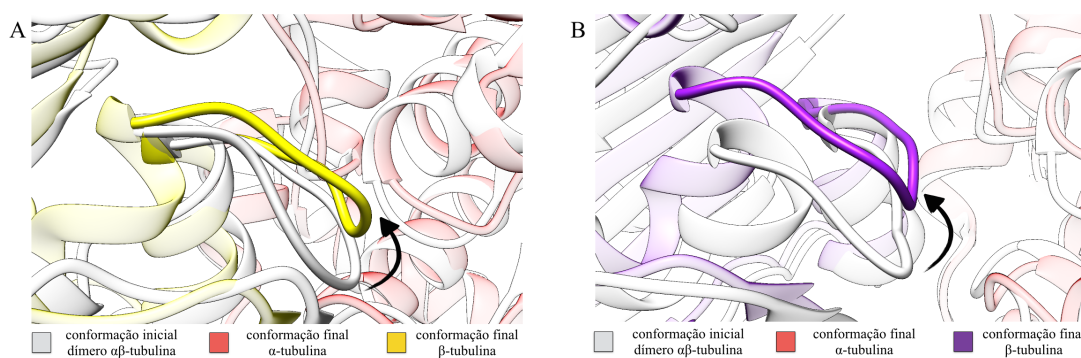 A
B
conformação inicial
dímero αβ-tubulina
conformação final
α-tubulina
conformação final
β-tubulina
conformação inicial
dímero αβ-tubulina
conformação final
α-tubulina
conformação final
β-tubulina